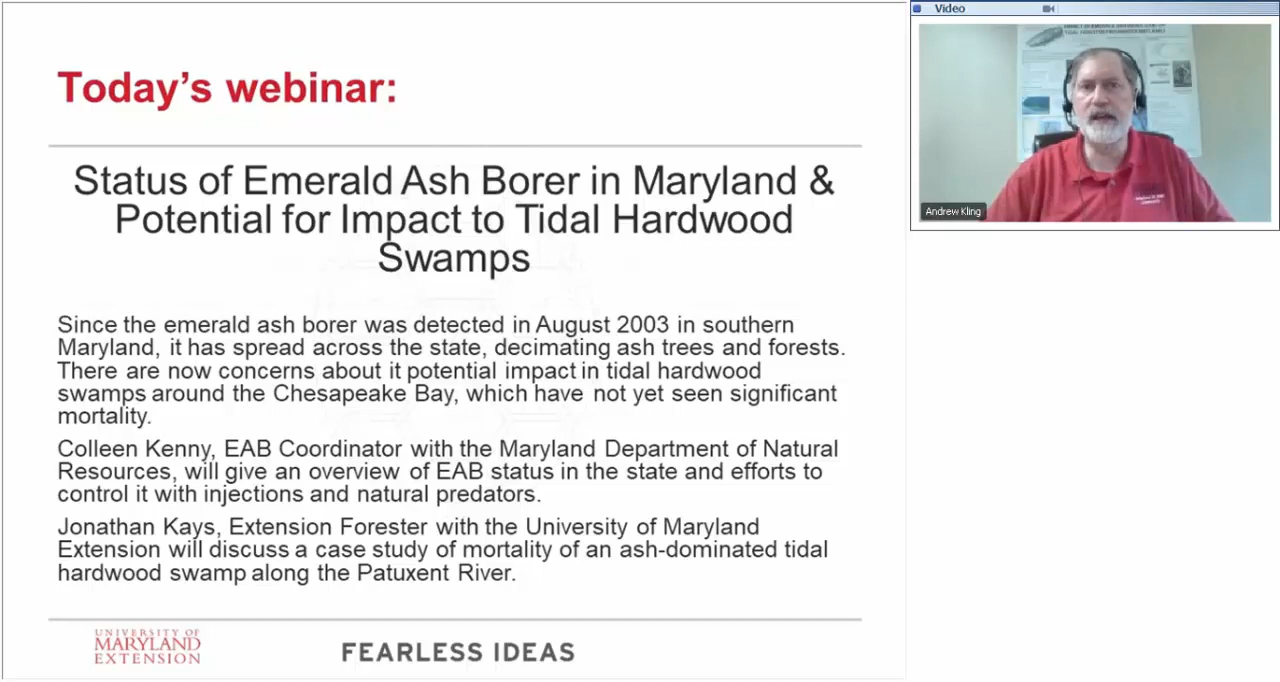 Today's webinar:
Status of Emerald Ash Borer in Maryland &
Potential for Impact to Tidal Hardwood
Swamps
Since the emerald ash borer was detected in August 2003 in southern
Maryland, it has spread across the state, decimating ash trees and forests.
There are now concerns about it potential impact in tidal hardwood
swamps around the Chesapeake Bay, which have not yet seen significant
mortality.
Colleen Kenny, EAB Coordinator with the Maryland Department of Natural
Resources, will give an overview of EAB status in the state and efforts to
control it with injections and natural predators.
Jonathan Kays, Extension Forester with the University of Maryland
Extension will discuss a case study of mortality of an ash-dominated tidal
hardwood swamp along the Patuxent River.
UNIVERSITY OF
MARYLAND
EXTENSION
FEARLESS IDEAS
Video
Andrew Kling